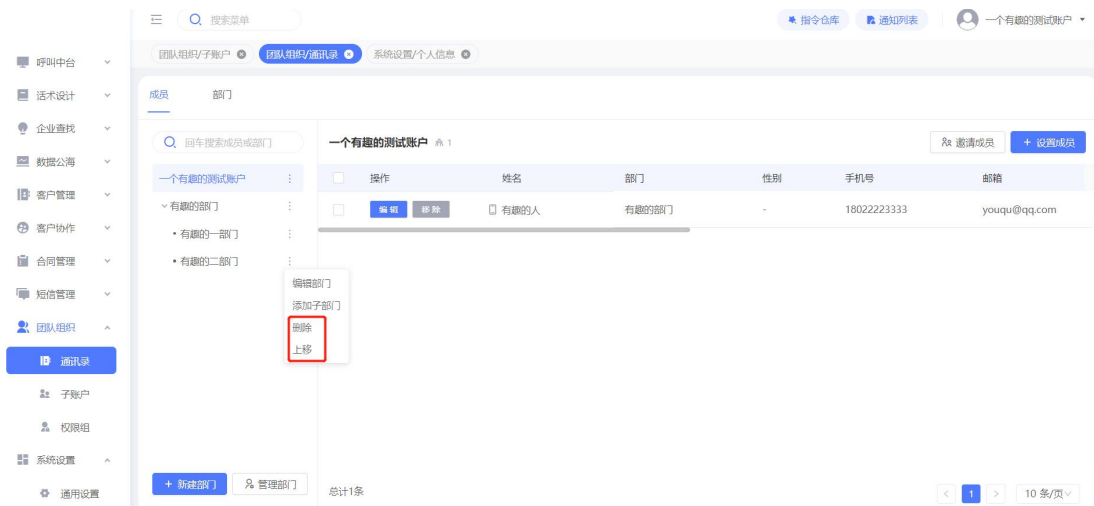 搜索菜单
指令仓库
通知列表
一个有趣的测试账户
团队组织/子账户
团队组织/通讯录
系统设置/个人信息
呼叫中台
话术设计
企业查找
数据公海
客户管理
客户协作
合同管理
短信管理
团队组织
通讯录
子账户
权限组
系统设置
通用设置
成员
部门
回车搜索成员或部门
一个有趣的测试账户
有趣的部门
• 有趣的一部门
• 有趣的二部门
编辑部门
添加子部门
删除
上移
+ 新建部门
管理部门
一个有趣的测试账户 1
邀请成员
+ 设置成员
操作 姓名 部门 性别 手机号 邮箱
编辑 移除 有趣的人 有趣的部门 - 18022223333 youqu@qq.com
总计1条
< 1 > 10 条/页